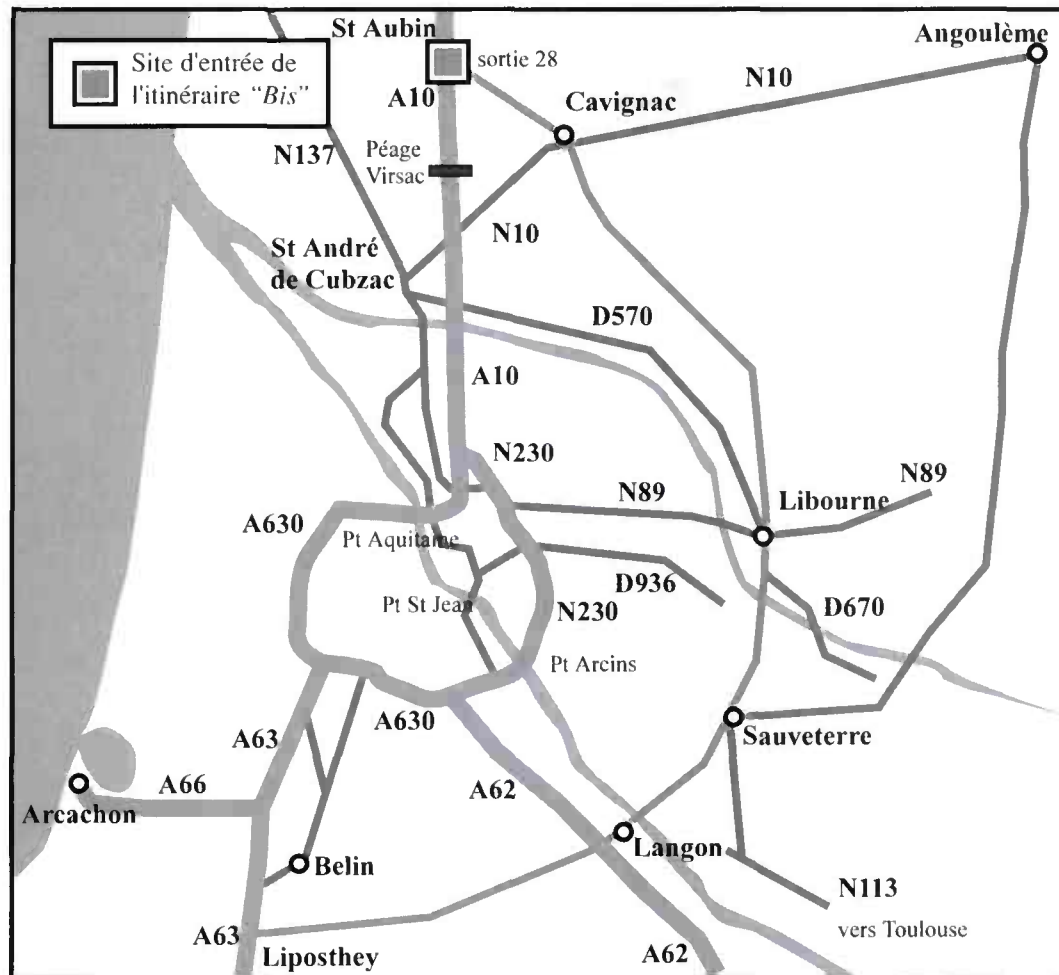 St Aubin
Angoulême
Site d'entrée de
l'itinéraire "Bis"
sortie 28
N10
A10
Cavignac
N137
Péage
Virsac
N10
St André
de Cubzac
D570
A10
N230
N89
N89
Libourne
A630
Pt Aquitaine
D936
Pt St Jean
N230
D670
Pt Arcins
A630
A63
Sauveterre
A66
A62
Arcachon
Langon
Belin
N113
A63
vers Toulouse
Liposthey
A62